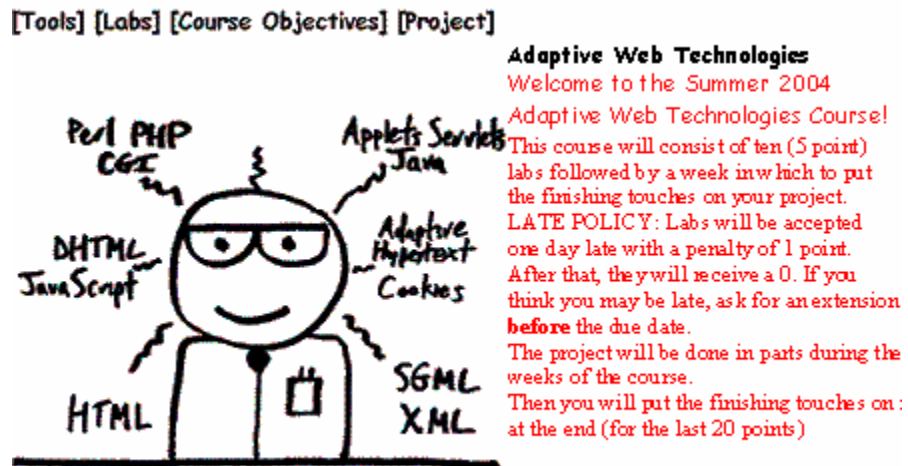 [Tools] [Labs] [Course Objectives] [Project]
Perl PHP
CGI
Applets Servlets
Java
DHTML
JavaScript
Adaptive
Hypertext
Cookies
HTML
SGML
XML
Adaptive Web Technologies
Welcome to the Summer 2004
Adaptive Web Technologies Course!
This course will consist of ten (5 point)
labs followed by a week in which to put
the finishing touches on your project.
LATE POLICY: Labs will be accepted
one day late with a penalty of 1 point.
After that, they will receive a 0. If you
think you may be late, ask for an extension
before the due date.
The project will be done in parts during the
weeks of the course.
Then you will put the finishing touches on
at the end (for the last 20 points)